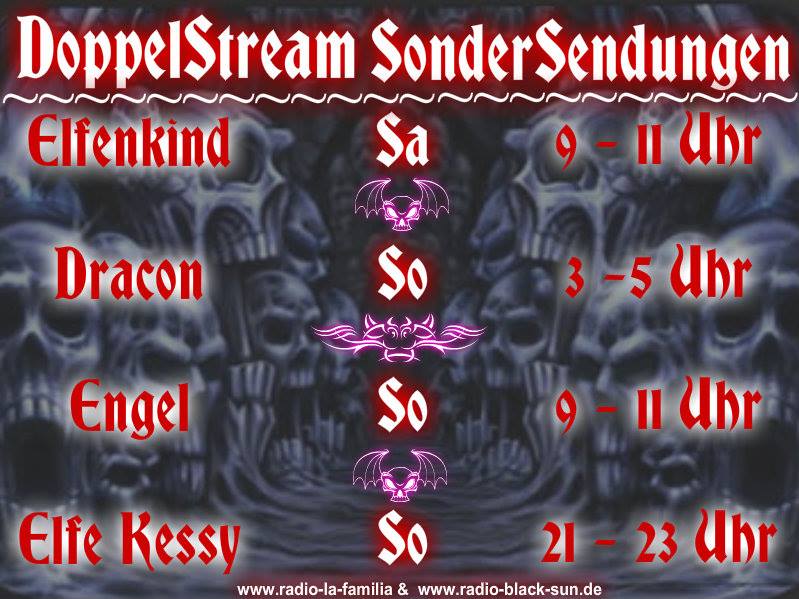 DoppelStream SonderSendungen
Elfenkind Sa 9 - 11 Uhr
Dracon So 3 -5 Uhr
Engel So 9 - 11 Uhr
Elfe Kessy So 21 - 23 Uhr
www.radio-la-familia & www.radio-black-sun.de